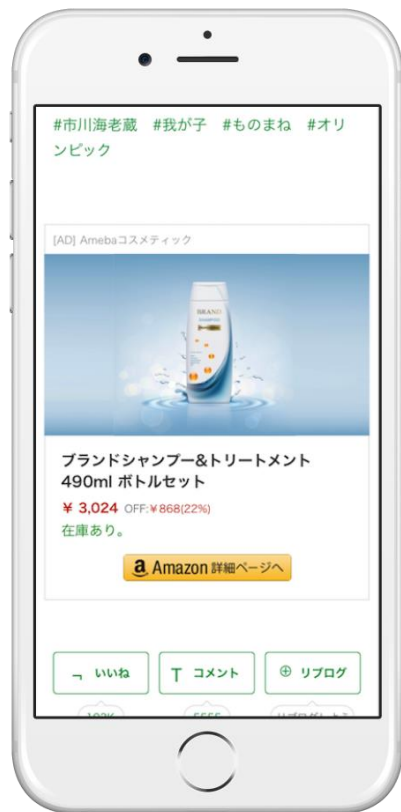 #市川海老蔵 #我が子 #ものまね #オリ
ンピック
[AD] Amebaコスメティック
BRAND
SHAMPOO
ブランドシャンプー&トリートメント
490ml ボトルセット
¥ 3,024 OFF:¥868(22%)
在庫あり。
a Amazon 詳細ページへ
いいね T コメント リブログ